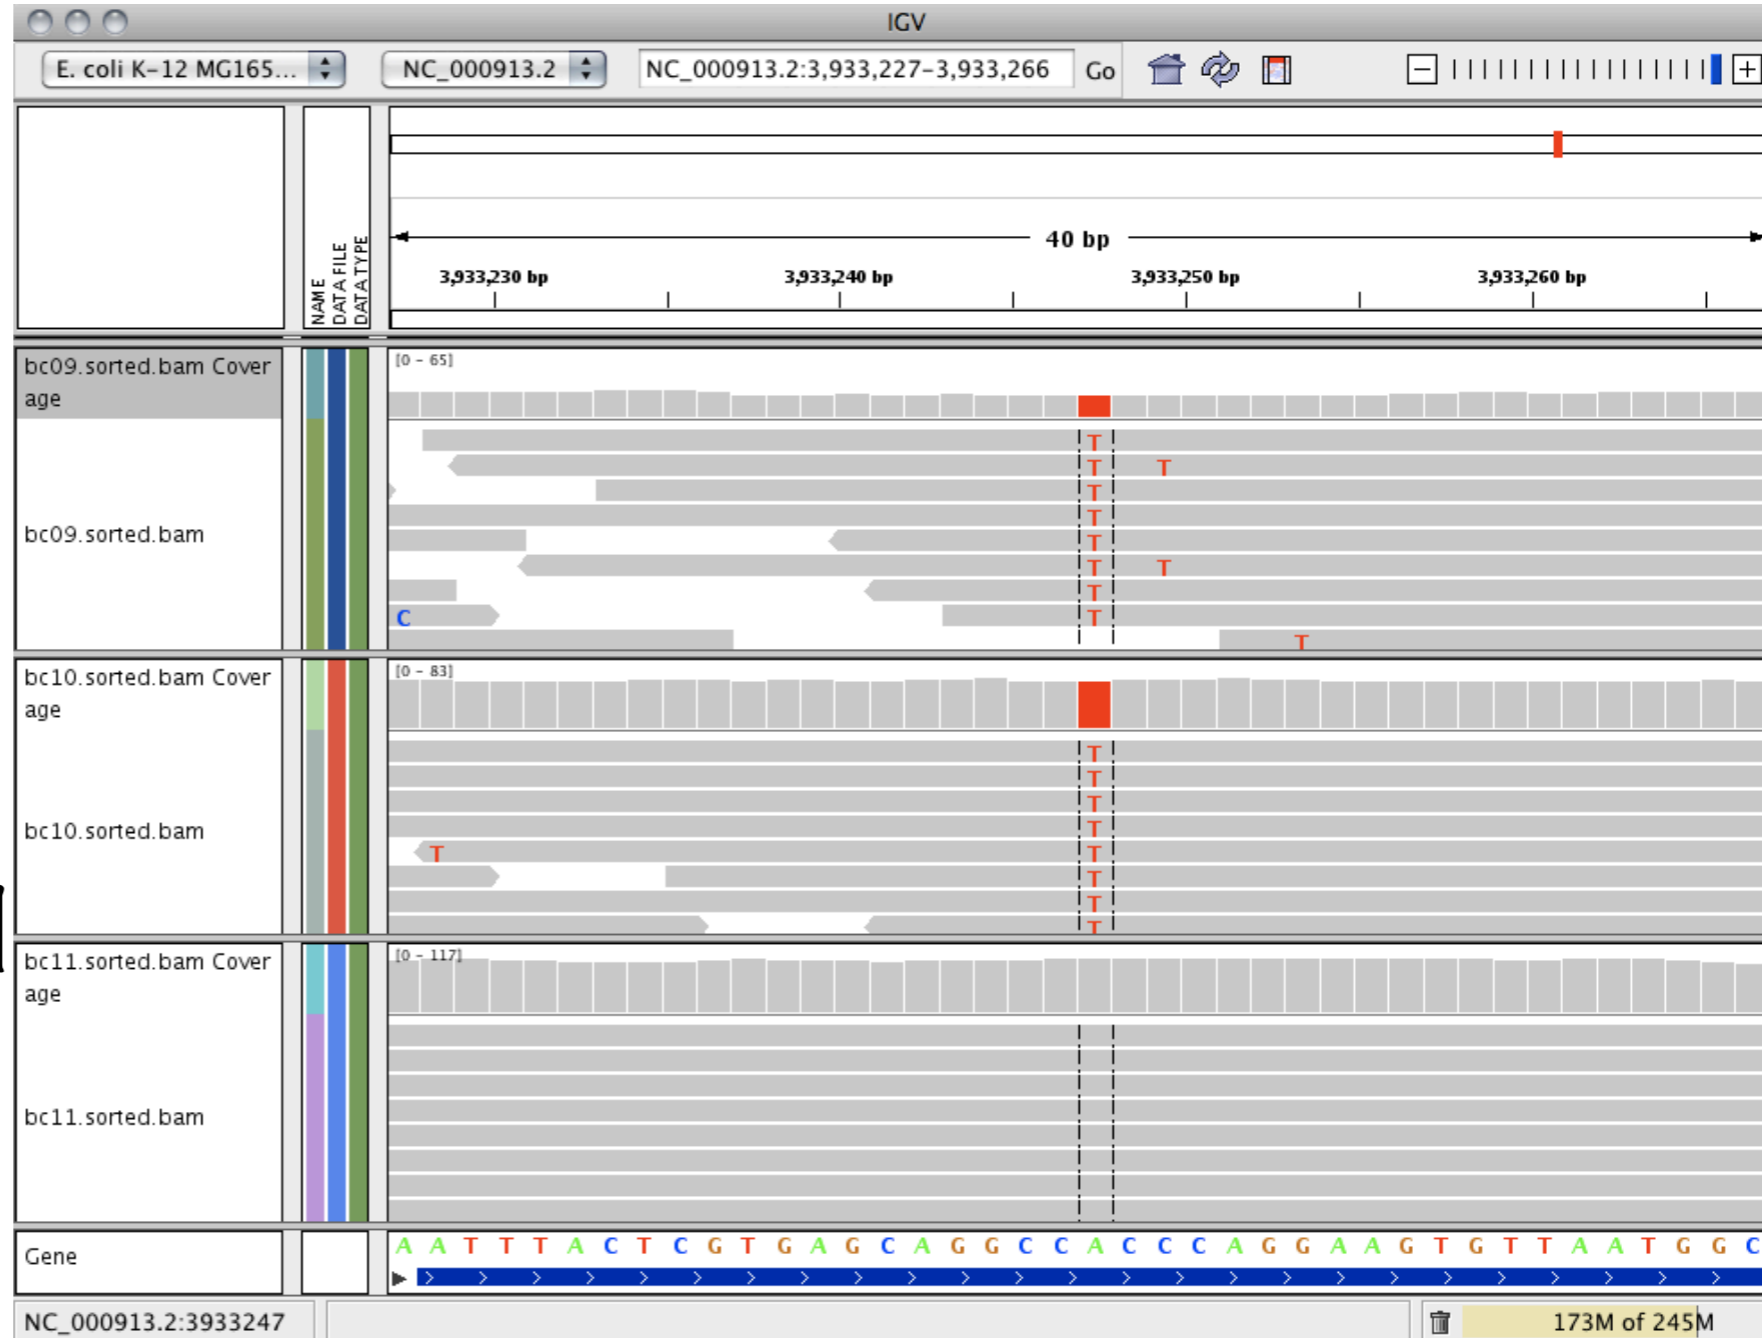 IGV
E. coli K-12 MG165...
NC_000913.2
NC_000913.2:3,933,227-3,933,266
Go
NAME
DATA FILE
DATA TYPE
40 bp
3,933,230 bp 3,933,240 bp 3,933,250 bp 3,933,260 bp
bc09.sorted.bam Cover
age
[0 - 65]
bc09.sorted.bam
T
T T
T
T
T
T T
T
C T
T
bc10.sorted.bam Cover
age
[0 - 83]
bc10.sorted.bam
T
T
T
T
T T
T
T
T
bc11.sorted.bam Cover
age
[0 - 117]
bc11.sorted.bam
Gene
A A T T T A C T C G T G A G C A G G C C A C C C A G G A A G T G T T A A T G G C
NC_000913.2:3933247
173M of 245M